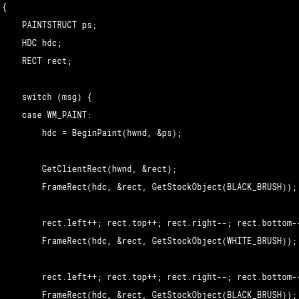 {
PAINTSTRUCT ps;
HDC hdc;
RECT rect;
switch (msg) {
case WM_PAINT:
hdc = BeginPaint(hwnd, &ps);
GetClientRect(hwnd, &rect);
FrameRect(hdc, &rect, GetStockObject(BLACK_BRUSH));
rect.left++; rect.top++; rect.right--; rect.bottom--
FrameRect(hdc, &rect, GetStockObject(WHITE_BRUSH));
rect.left++; rect.top++; rect.right--; rect.bottom--
FrameRect(hdc, &rect, GetStockObject(BLACK_BRUSH));